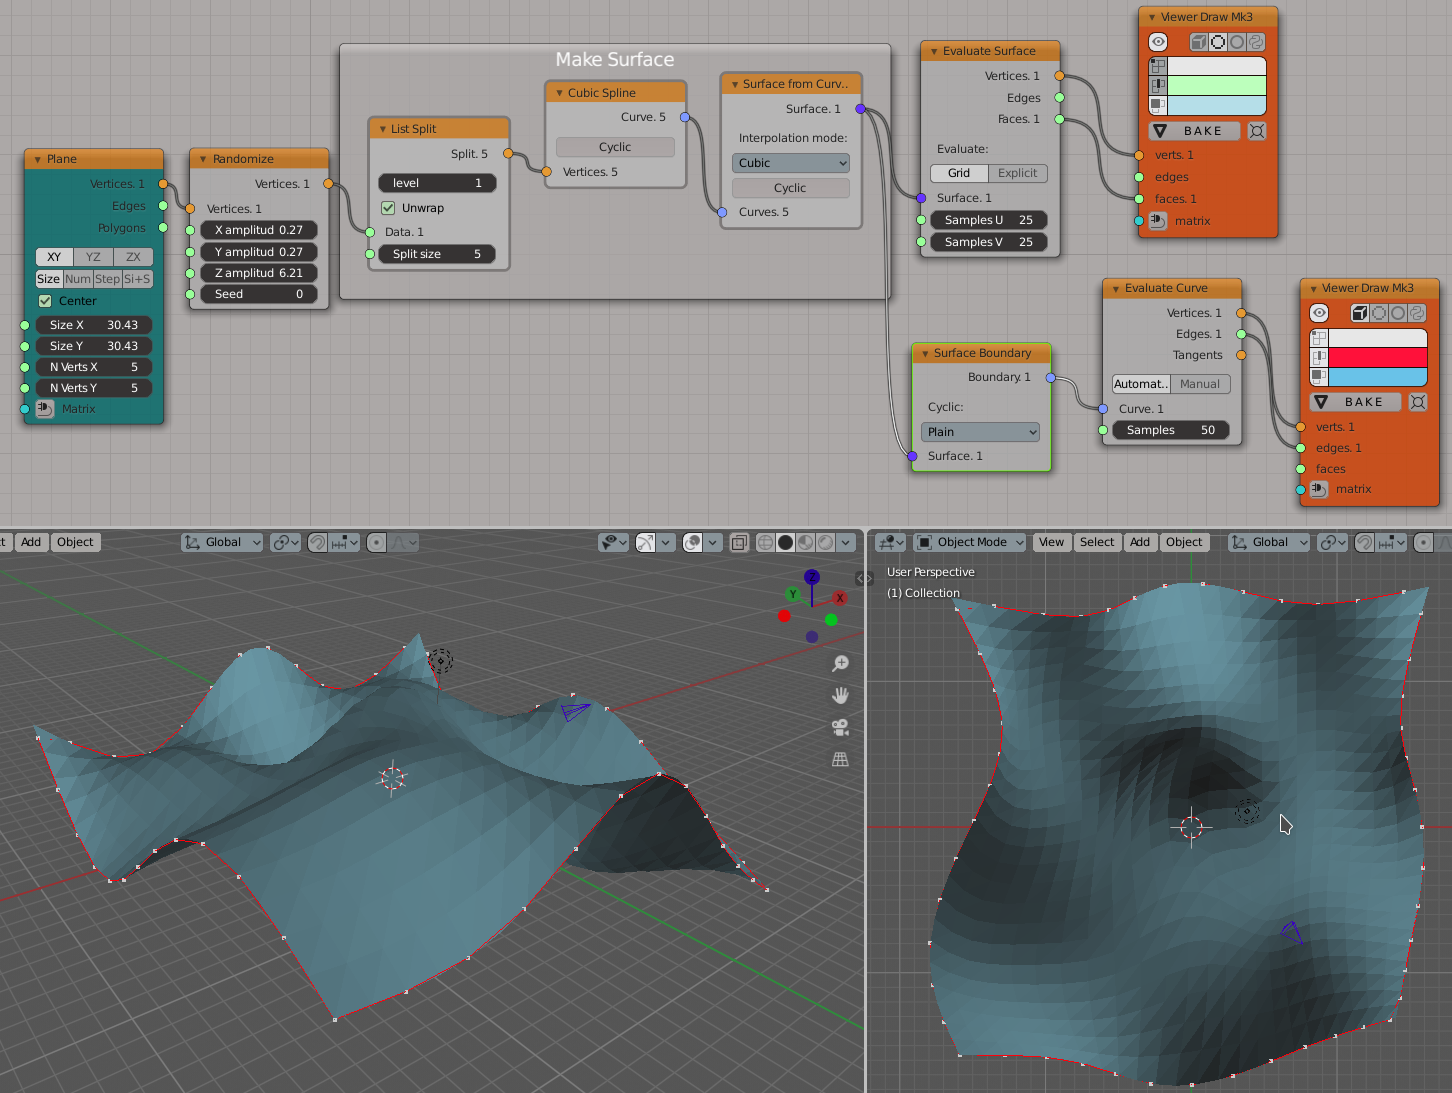 Make Surface
Plane
Vertices. 1
Edges
Polygons
XY YZ ZX
Size Num Step Si+S
Center
Size X 30.43
Size Y 30.43
N Verts X 5
N Verts Y 5
Matrix
Randomize
Vertices. 1
Vertices. 1
X amplitud 0.27
Y amplitud 0.27
Z amplitud 6.21
Seed 0
List Split
Split. 5
level 1
Unwrap
Data. 1
Split size 5
Cubic Spline
Curve. 5
Cyclic
Vertices. 5
Surface from Curv..
Surface. 1
Interpolation mode:
Cubic
Cyclic
Curves. 5
Evaluate Surface
Vertices. 1
Edges
Faces. 1
Evaluate:
Grid Explicit
Surface. 1
Samples U 25
Samples V 25
Viewer Draw Mk3
BAKE
verts. 1
edges
faces. 1
matrix
Surface Boundary
Boundary. 1
Cyclic:
Plain
Surface. 1
Evaluate Curve
Vertices. 1
Edges. 1
Tangents
Automat.. Manual
Curve. 1
Samples 50
Viewer Draw Mk3
BAKE
verts. 1
edges. 1
faces
matrix
t Add Object Global
Z
Y
X
Object Mode View Select Add Object Global
User Perspective
(1) Collection